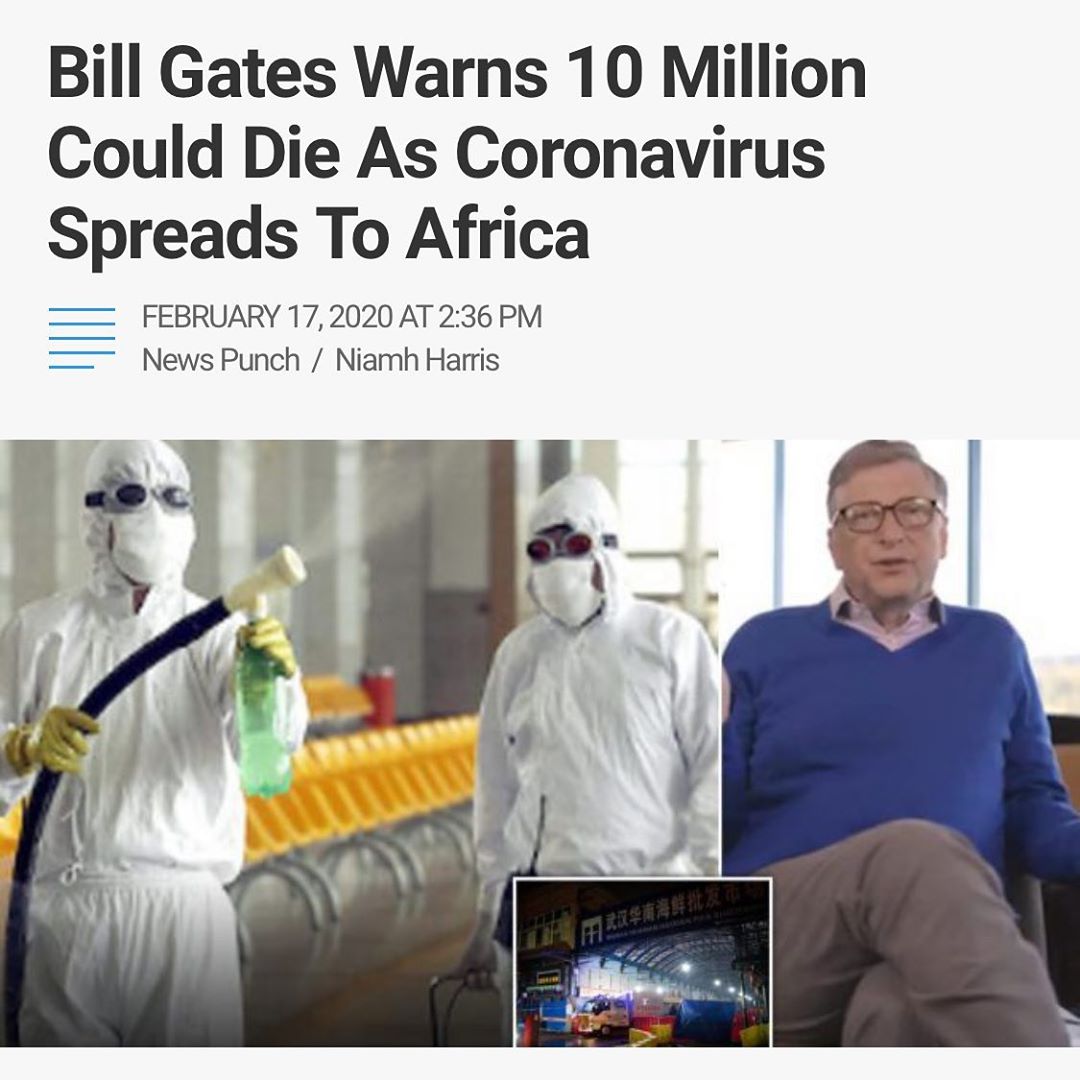 Bill Gates Warns 10 Million
Could Die As Coronavirus
Spreads To Africa
FEBRUARY 17, 2020 AT 2:36 PM
News Punch / Niamh Harris
武汉华南海鲜批发市